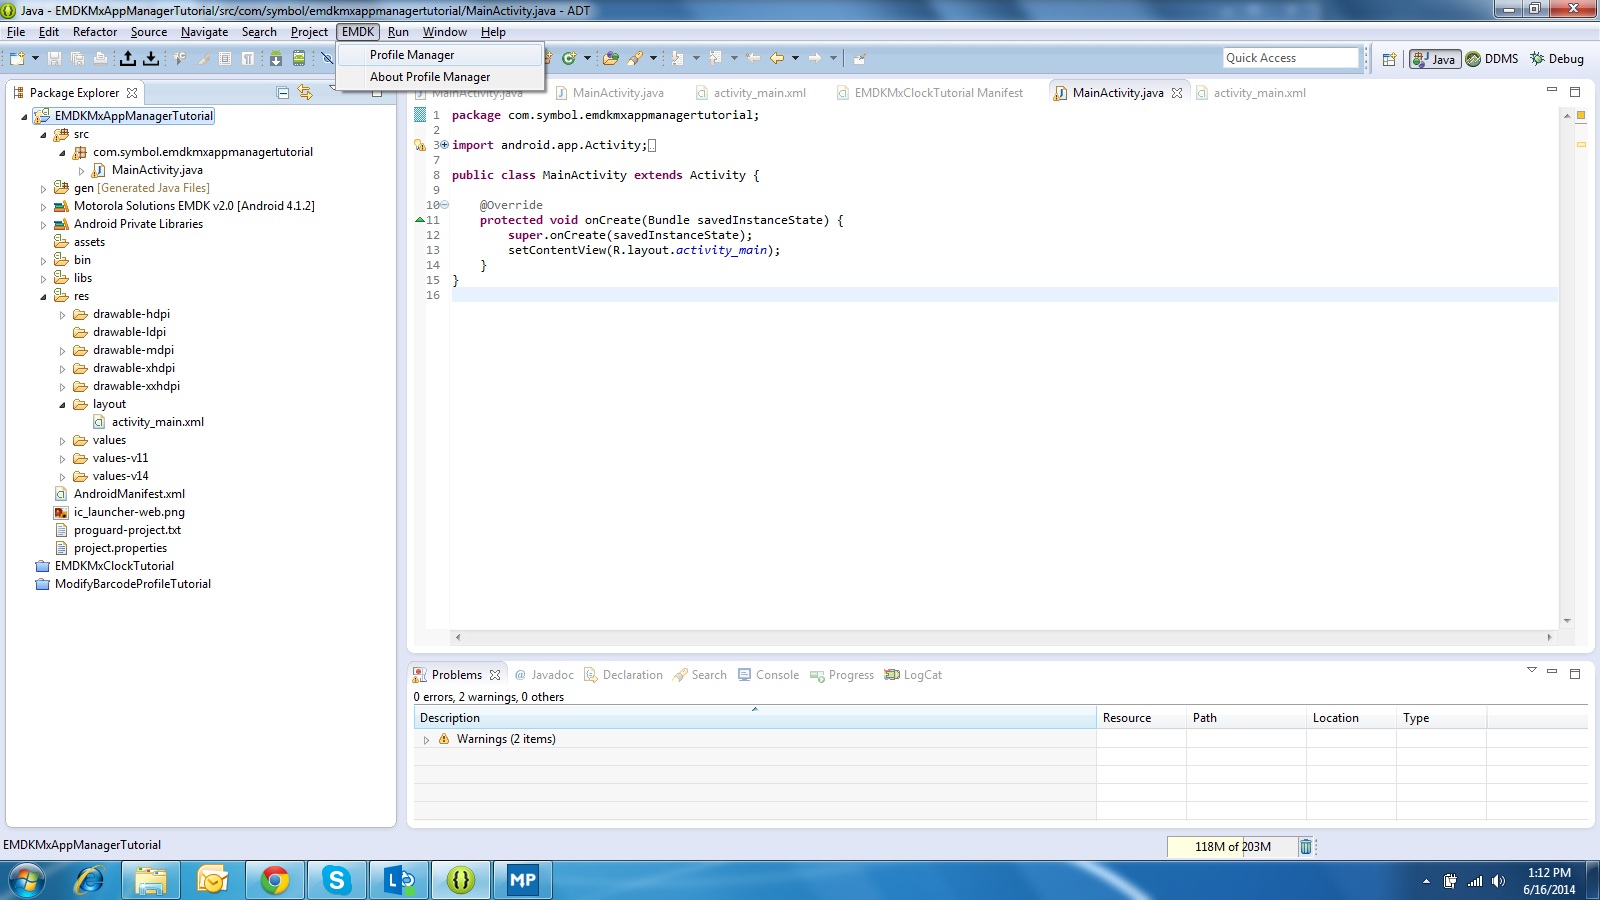 Java - EMDKMxAppManagerTutorial/src/com/symbol/emdkmxappmanagertutorial/MainActivity.java - ADT
File Edit Refactor Source Navigate Search Project EMDK Run Window Help
Profile Manager
About Profile Manager
Quick Access
Java
DDMS
Debug
Package Explorer
MainActivity.java
MainActivity.java
activity_main.xml
EMDKMxClockTutorial Manifest
MainActivity.java
activity_main.xml
EMDKMxAppManagerTutorial
src
com.symbol.emdkmxappmanagertutorial
MainActivity.java
gen [Generated Java Files]
Motorola Solutions EMDK v2.0 [Android 4.1.2]
Android Private Libraries
assets
bin
libs
res
drawable-hdpi
drawable-ldpi
drawable-mdpi
drawable-xhdpi
drawable-xxhdpi
layout
activity_main.xml
values
values-v11
values-v14
AndroidManifest.xml
ic_launcher-web.png
proguard-project.txt
project.properties
EMDKMxClockTutorial
ModifyBarcodeProfileTutorial
1 package com.symbol.emdkmxappmanagertutorial;
2
3 import android.app.Activity;
7
8 public class MainActivity extends Activity {
9
10 @Override
11 protected void onCreate(Bundle savedInstanceState) {
12 super.onCreate(savedInstanceState);
13 setContentView(R.layout.activity_main);
14 }
15 }
16
Problems
Javadoc
Declaration
Search
Console
Progress
LogCat
0 errors, 2 warnings, 0 others
Description Resource Path Location Type
Warnings (2 items)
EMDKMxAppManagerTutorial
118M of 203M
MP
1:12 PM
6/16/2014